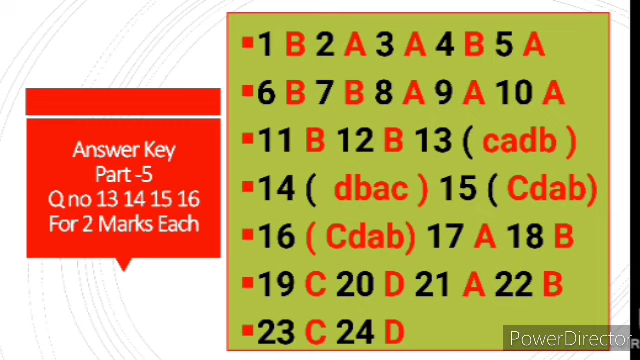 Answer Key
Part -5
Q no 13 14 15 16
For 2 Marks Each
1 B 2 A 3 A 4 B 5 A
6 B 7 B 8 A 9 A 10 A
11 B 12 B 13 ( cadb )
14 ( dbac ) 15 ( Cdab)
16 ( Cdab) 17 A 18 B
19 C 20 D 21 A 22 B
23 C 24 D
PowerDirector